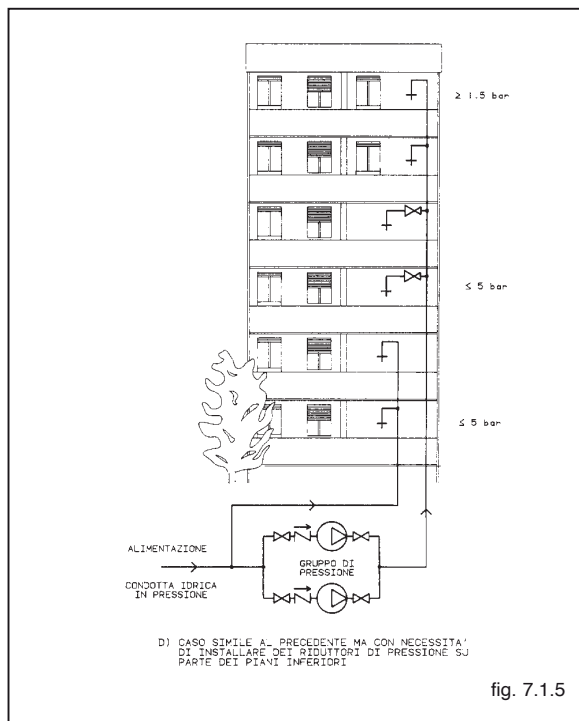 ≥ 1.5 bar
≤ 5 bar
≤ 5 bar
ALIMENTAZIONE
CONDOTTA IDRICA
IN PRESSIONE
GRUPPO DI
PRESSIONE
D) CASO SIMILE AL PRECEDENTE MA CON NECESSITA'
DI INSTALLARE DEI RIDUTTORI DI PRESSIONE SU
PARTE DEI PIANI INFERIORI
fig. 7.1.5